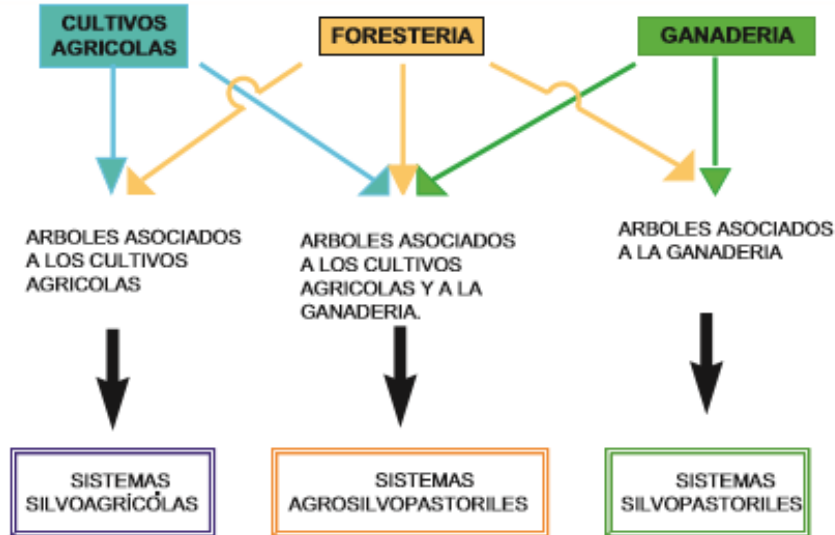 CULTIVOS
AGRICOLAS
FORESTERIA
GANADERIA
ARBOLES ASOCIADOS
A LOS CULTIVOS
AGRICOLAS
ARBOLES ASOCIADOS
A LOS CULTIVOS
AGRICOLAS Y A LA
GANADERIA.
ARBOLES ASOCIADOS
A LA GANADERIA
SISTEMAS
SILVOAGRÍCOLAS
SISTEMAS
AGROSILVOPASTORILES
SISTEMAS
SILVOPASTORILES